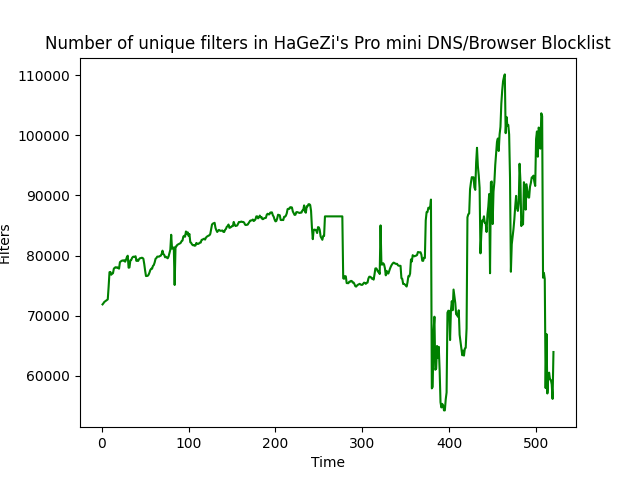 Number of unique filters in HaGeZi's Pro mini DNS/Browser Blocklist
110000
100000
90000
80000
70000
60000
Filters
0 100 200 300 400 500
Time